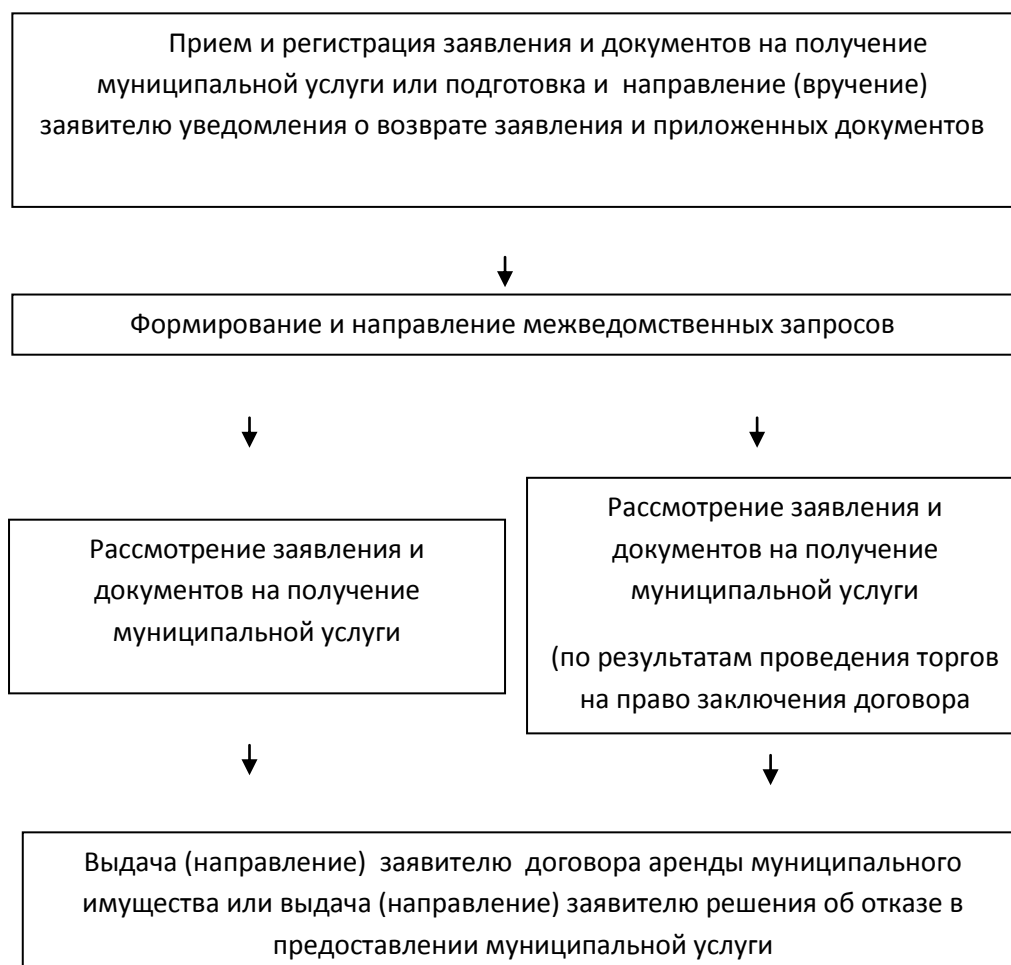 Прием и регистрация заявления и документов на получение
муниципальной услуги или подготовка и направление (вручение)
заявителю уведомления о возврате заявления и приложенных документов
Формирование и направление межведомственных запросов
Рассмотрение заявления и
документов на получение
муниципальной услуги
Рассмотрение заявления и
документов на получение
муниципальной услуги
(по результатам проведения торгов
на право заключения договора
Выдача (направление) заявителю договора аренды муниципального
имущества или выдача (направление) заявителю решения об отказе в
предоставлении муниципальной услуги